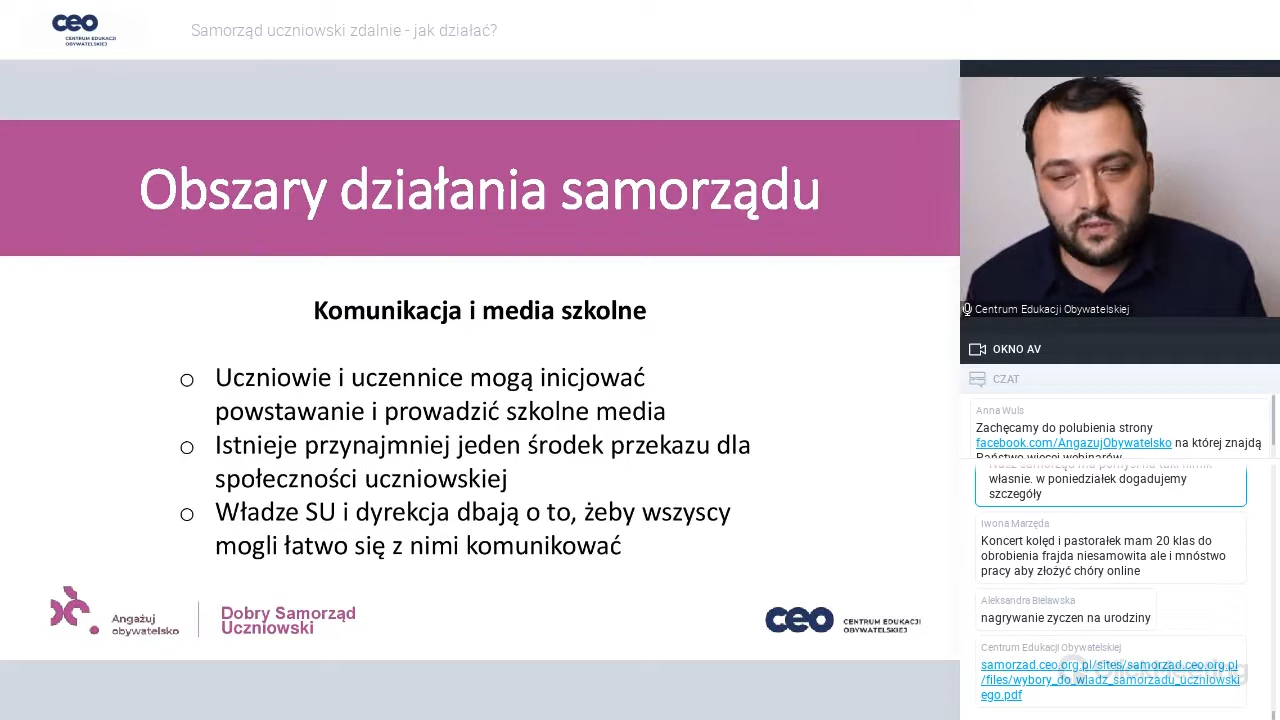 ceo
CENTRUM EDUKACJI
OBYWATELSKIEJ
Samorząd uczniowski zdalnie - jak działać?
Obszary działania samorządu
Komunikacja i media szkolne
o Uczniowie i uczennice mogą inicjować
powstawanie i prowadzić szkolne media
o Istnieje przynajmniej jeden środek przekazu dla
społeczności uczniowskiej
o Władze SU i dyrekcja dbają o to, żeby wszyscy
mogli łatwo się z nimi komunikować
Angażuj
obywatelsko
Dobry Samorząd
Uczniowski
ceo
CENTRUM EDUKACJI
OBYWATELSKIEJ
Centrum Edukacji Obywatelskiej
OKNO AV
CZAT
Anna Wuls
Zachęcamy do polubienia strony
facebook.com/AngazujObywatelsko na której znajdą
Państwo więcej webinarów
własnie. w poniedziałek dogadujemy
szczegóły
Iwona Marzęda
Koncert kolęd i pastorałek mam 20 klas do
obrobienia frajda niesamowita ale i mnóstwo
pracy aby złożyć chóry online
Aleksandra Bielawska
nagrywanie zyczen na urodziny
Centrum Edukacji Obywatelskiej
samorzad.ceo.org.pl/sites/samorzad.ceo.org.pl
/files/wybory_do_wladz_samorzadu_uczniowski
ego.pdf
ClickMeeting